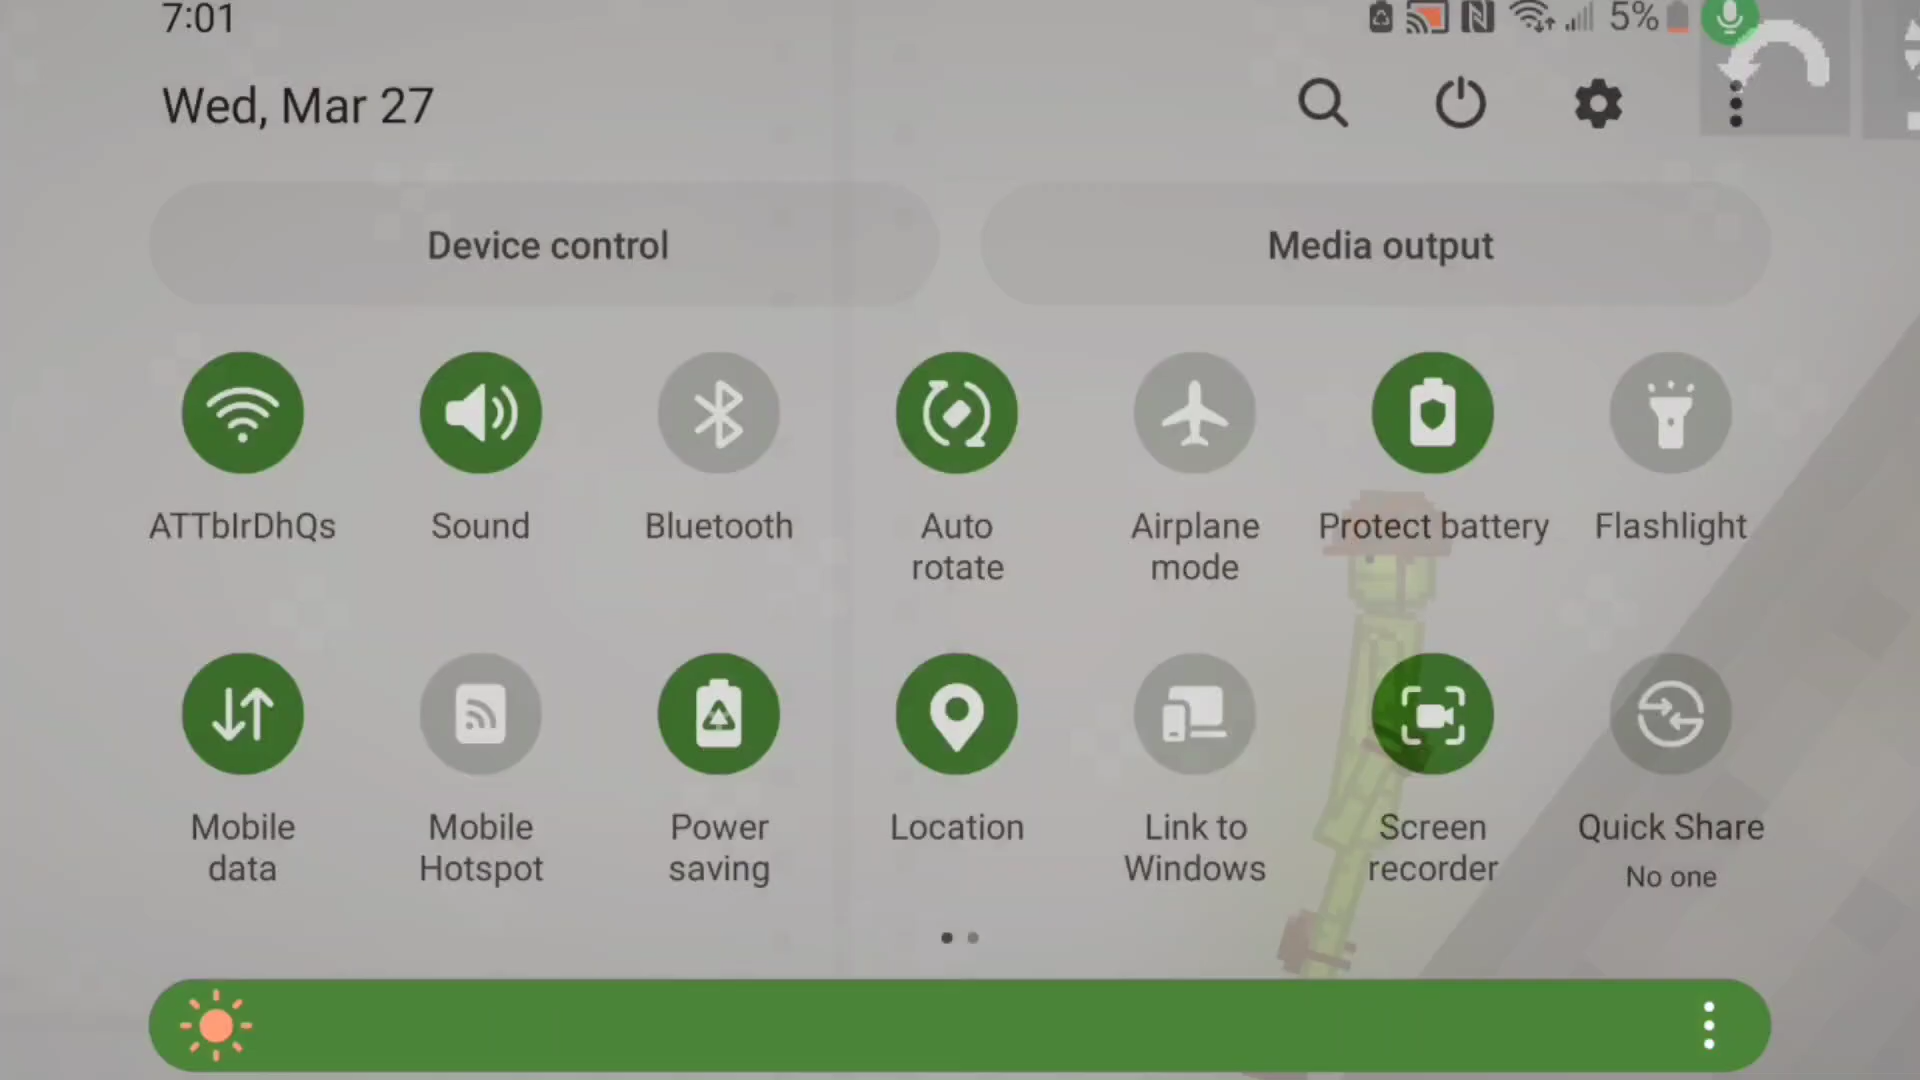 7:01
5%
Wed, Mar 27
Device control
Media output
ATTbIrDhQs
Sound
Bluetooth
Auto
rotate
Airplane
mode
Protect battery
Flashlight
Mobile
data
Mobile
Hotspot
Power
saving
Location
Link to
Windows
Screen
recorder
Quick Share
No one